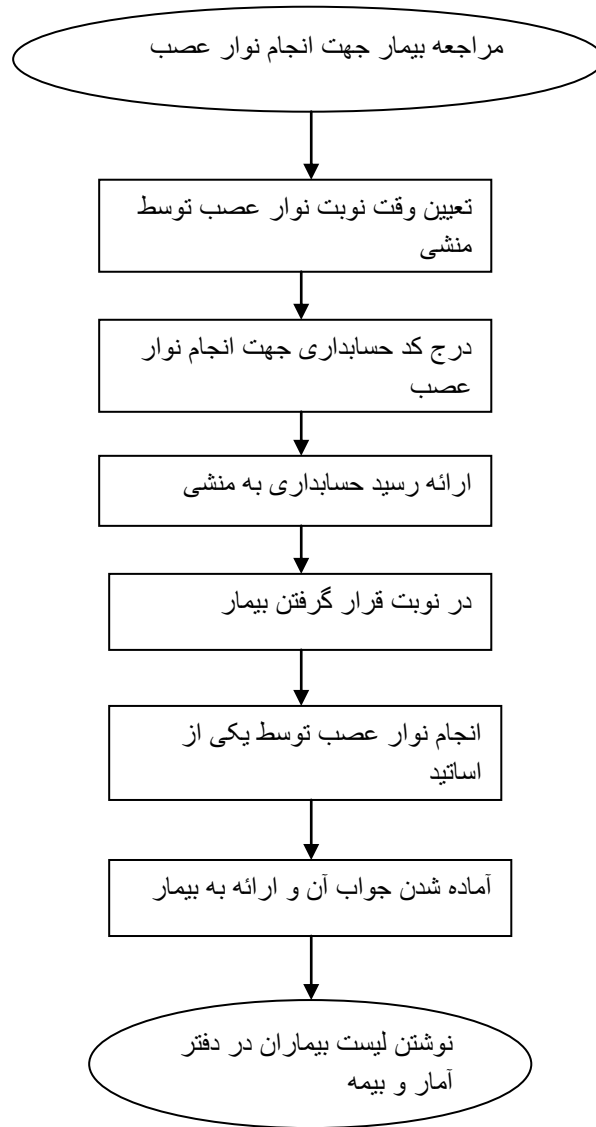 مراجعه بیمار جهت انجام نوار عصب
تعیین وقت نوبت نوار عصب توسط
منشی
درج کد حسابداری جهت انجام نوار
عصب
ارائه رسید حسابداری به منشی
در نوبت قرار گرفتن بیمار
انجام نوار عصب توسط یکی از
اساتید
آماده شدن جواب آن و ارائه به بیمار
نوشتن لیست بیماران در دفتر
آمار و بیمه